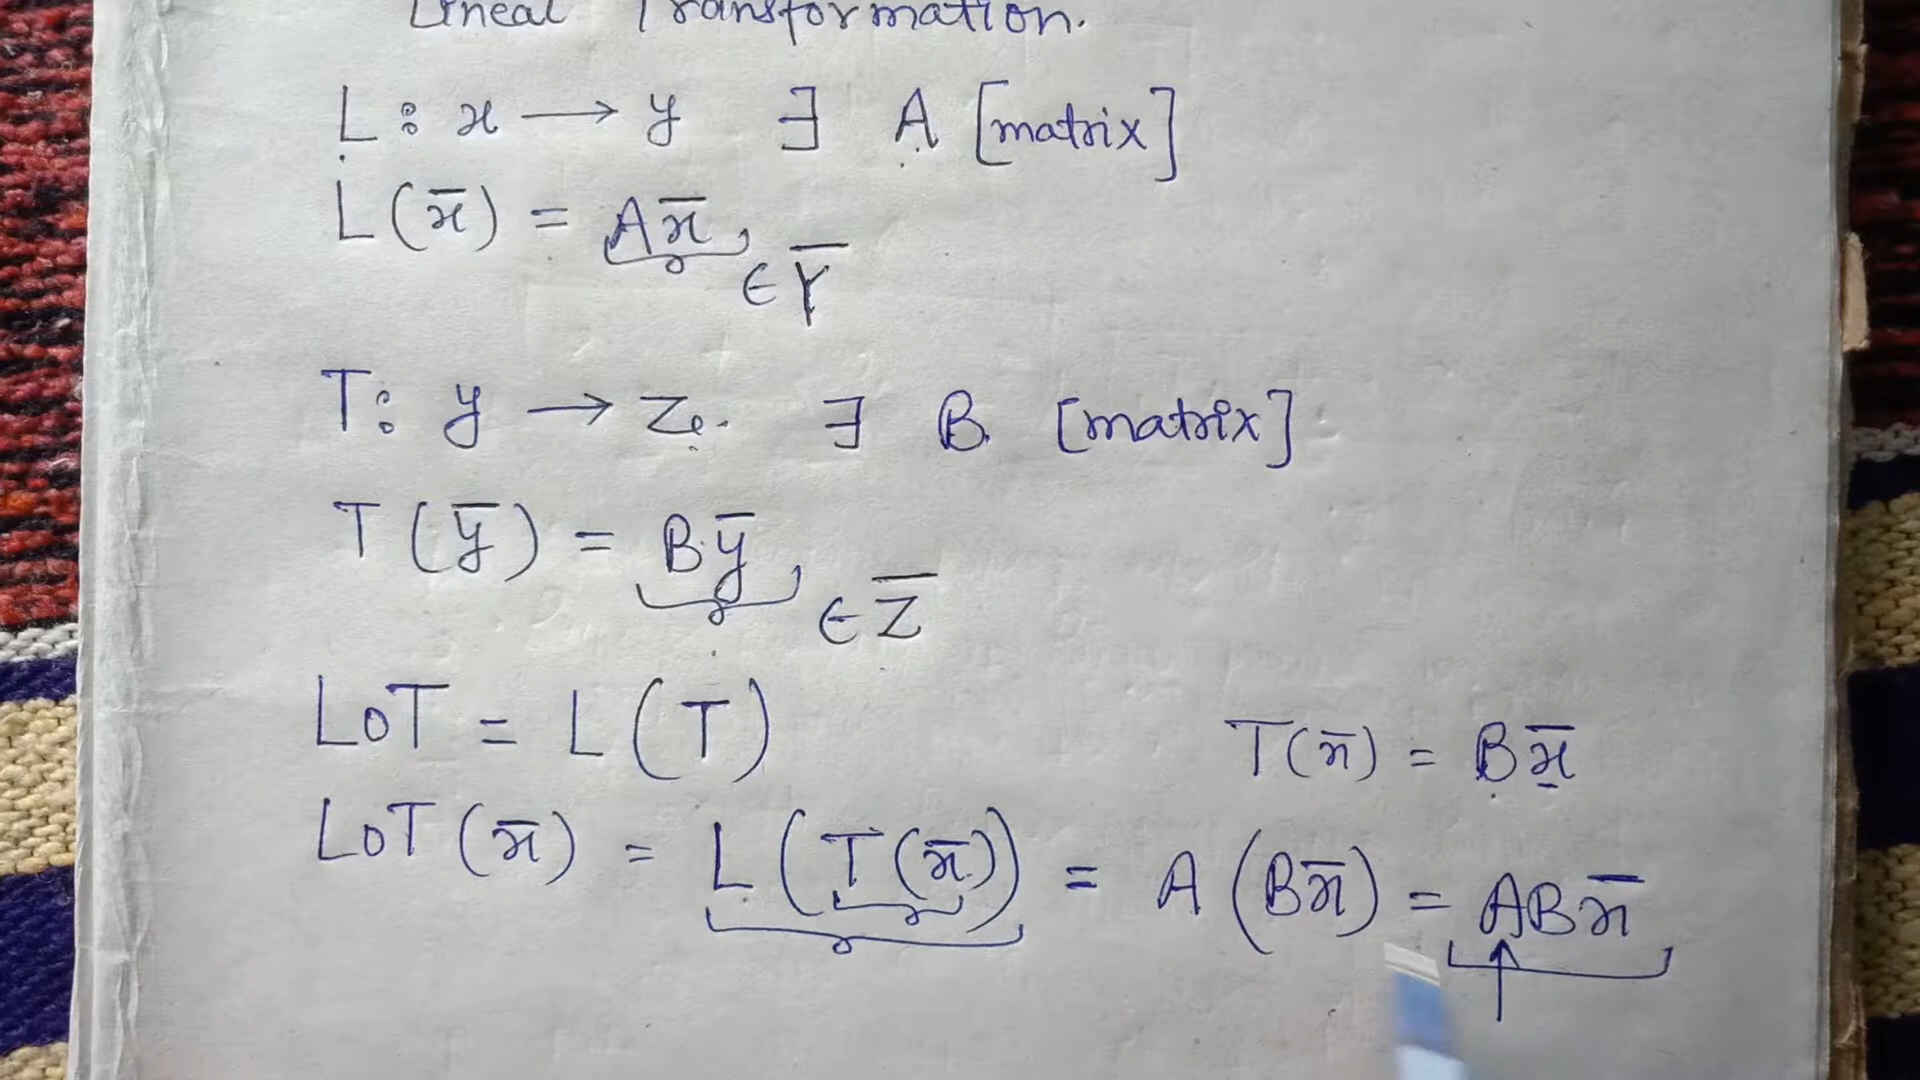 Linear Transformation.
L : x → y ∃ A [matrix]
L(x̄) = Ax̄ ∈ Ȳ
T: y → Z. ∃ B. [matrix]
T(ȳ) = Bȳ ∈ Z̄
LoT = L(T)
T(x̄) = Bx̄
LoT(x̄) = L(T(x̄)) = A(Bx̄) = ABx̄